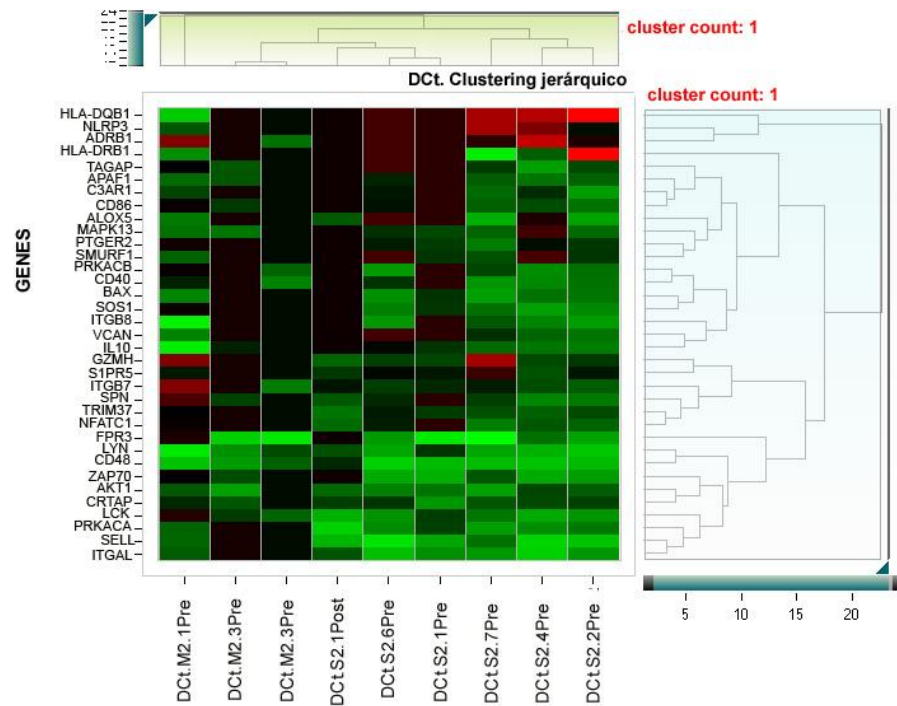 24
cluster count: 1
DCt. Clustering jerárquico
cluster count: 1
GENES
HLA-DQB1
NLRP3
ADRB1
HLA-DRB1
TAGAP
APAF1
C3AR1
CD86
ALOX5
MAPK13
PTGER2
SMURF1
PRKACB
CD40
BAX
SOS1
ITGB8
VCAN
IL10
GZMH
S1PR5
ITGB7
SPN
TRIM37
NFATC1
FPR3
LYN
CD48
ZAP70
AKT1
CRTAP
LCK
PRKACA
SELL
ITGAL
5 10 15 20
DCt.M2.1Pre
DCt.M2.3Pre
DCt.M2.3Pre
DCt.S2.1Post
DCt.S2.6Pre
DCt.S2.1Pre
DCt.S2.7Pre
DCt.S2.4Pre
DCt.S2.2Pre